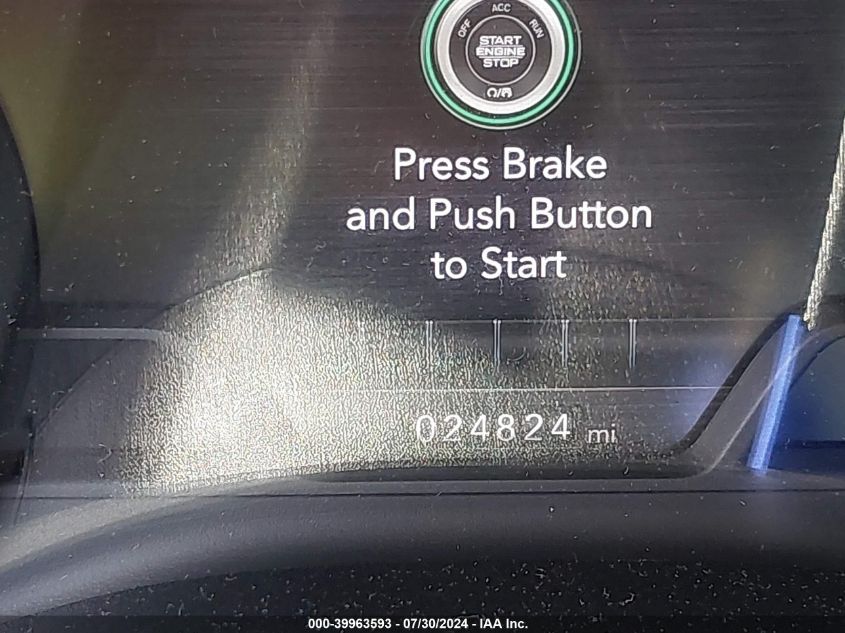 ACC
OFF RUN
START
ENGINE
STOP
Press Brake
and Push Button
to Start
024824 mi
000-39963593 - 07/30/2024 - IAA Inc.